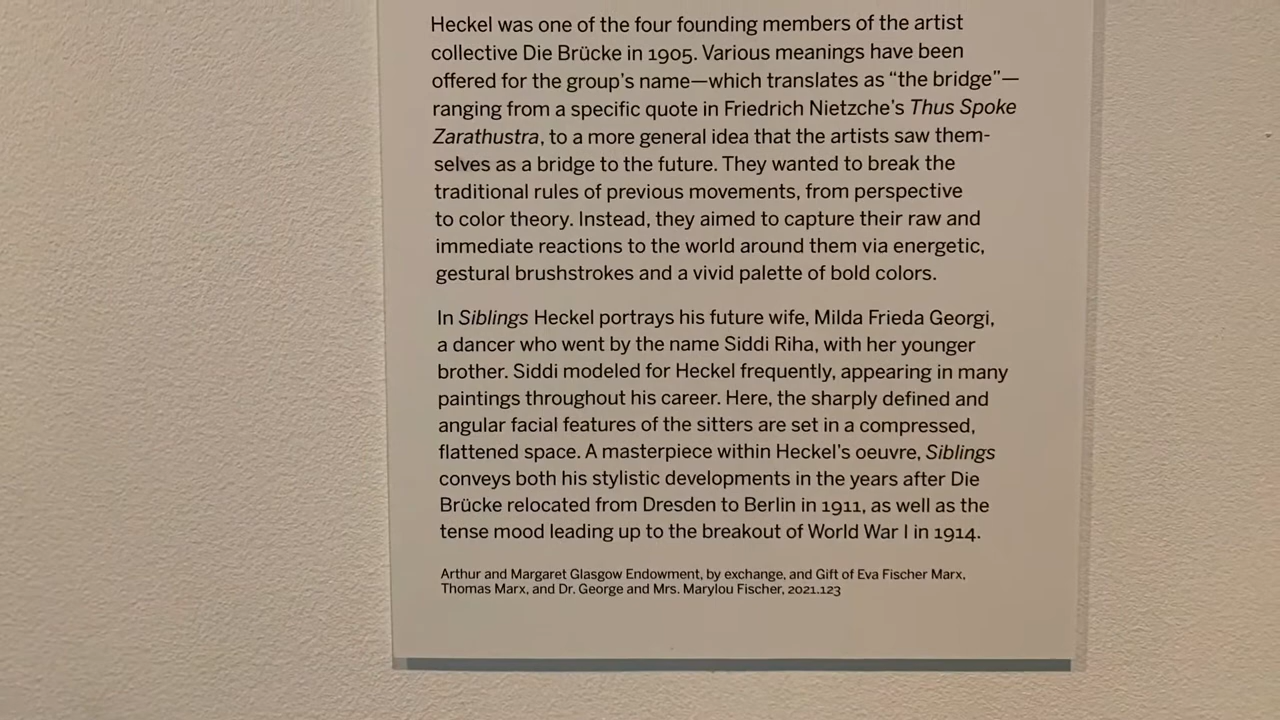 Heckel was one of the four founding members of the artist
collective Die Brücke in 1905. Various meanings have been
offered for the group's name—which translates as “the bridge”—
ranging from a specific quote in Friedrich Nietzche's Thus Spoke
Zarathustra, to a more general idea that the artists saw them-
selves as a bridge to the future. They wanted to break the
traditional rules of previous movements, from perspective
to color theory. Instead, they aimed to capture their raw and
immediate reactions to the world around them via energetic,
gestural brushstrokes and a vivid palette of bold colors.
In Siblings Heckel portrays his future wife, Milda Frieda Georgi,
a dancer who went by the name Siddi Riha, with her younger
brother. Siddi modeled for Heckel frequently, appearing in many
paintings throughout his career. Here, the sharply defined and
angular facial features of the sitters are set in a compressed,
flattened space. A masterpiece within Heckel's oeuvre, Siblings
conveys both his stylistic developments in the years after Die
Brücke relocated from Dresden to Berlin in 1911, as well as the
tense mood leading up to the breakout of World War I in 1914.
Arthur and Margaret Glasgow Endowment, by exchange, and Gift of Eva Fischer Marx,
Thomas Marx, and Dr. George and Mrs. Marylou Fischer, 2021.123